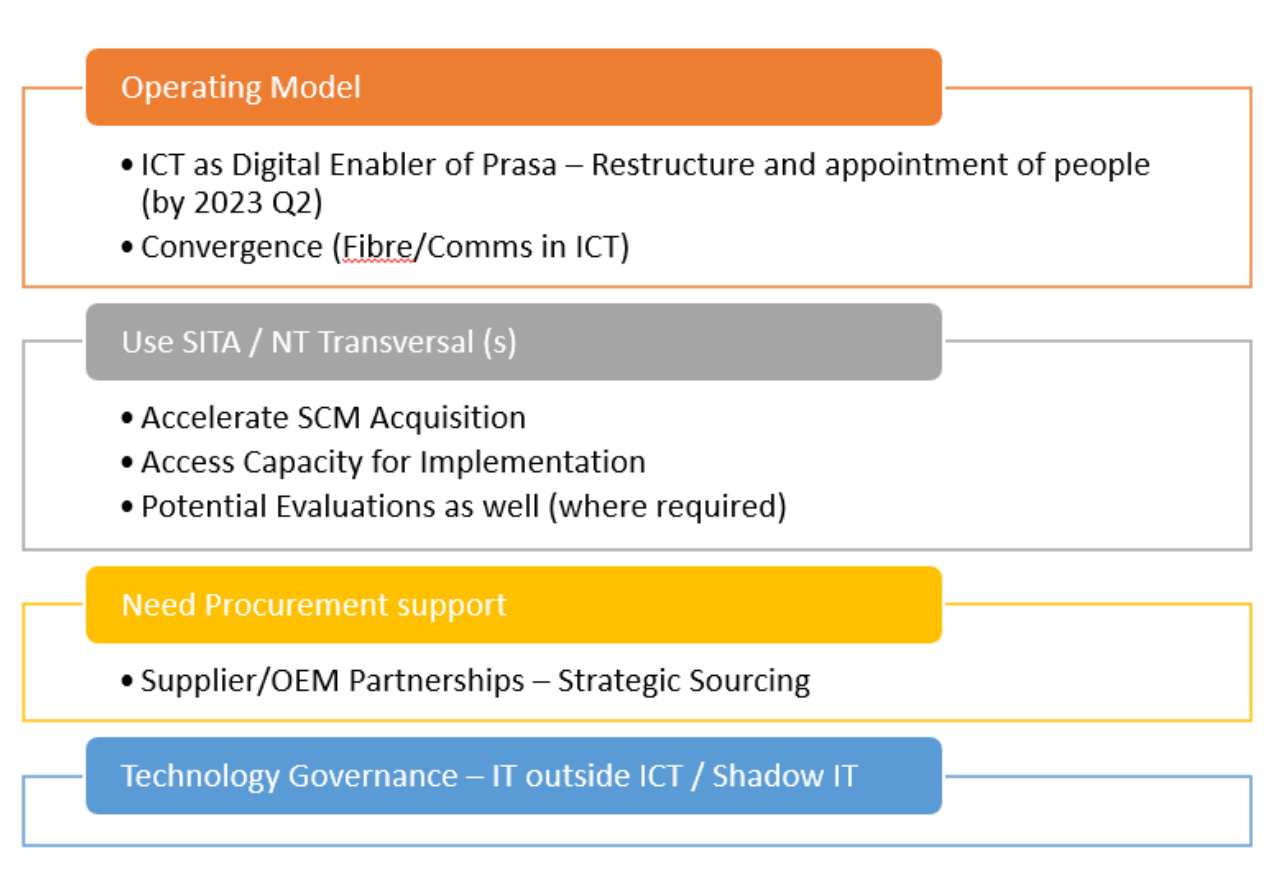 Operating Model
• ICT as Digital Enabler of Prasa – Restructure and appointment of people
(by 2023 Q2)
• Convergence (Fibre/Comms in ICT)
Use SITA / NT Transversal (s)
• Accelerate SCM Acquisition
• Access Capacity for Implementation
• Potential Evaluations as well (where required)
Need Procurement support
• Supplier/OEM Partnerships – Strategic Sourcing
Technology Governance – IT outside ICT / Shadow IT